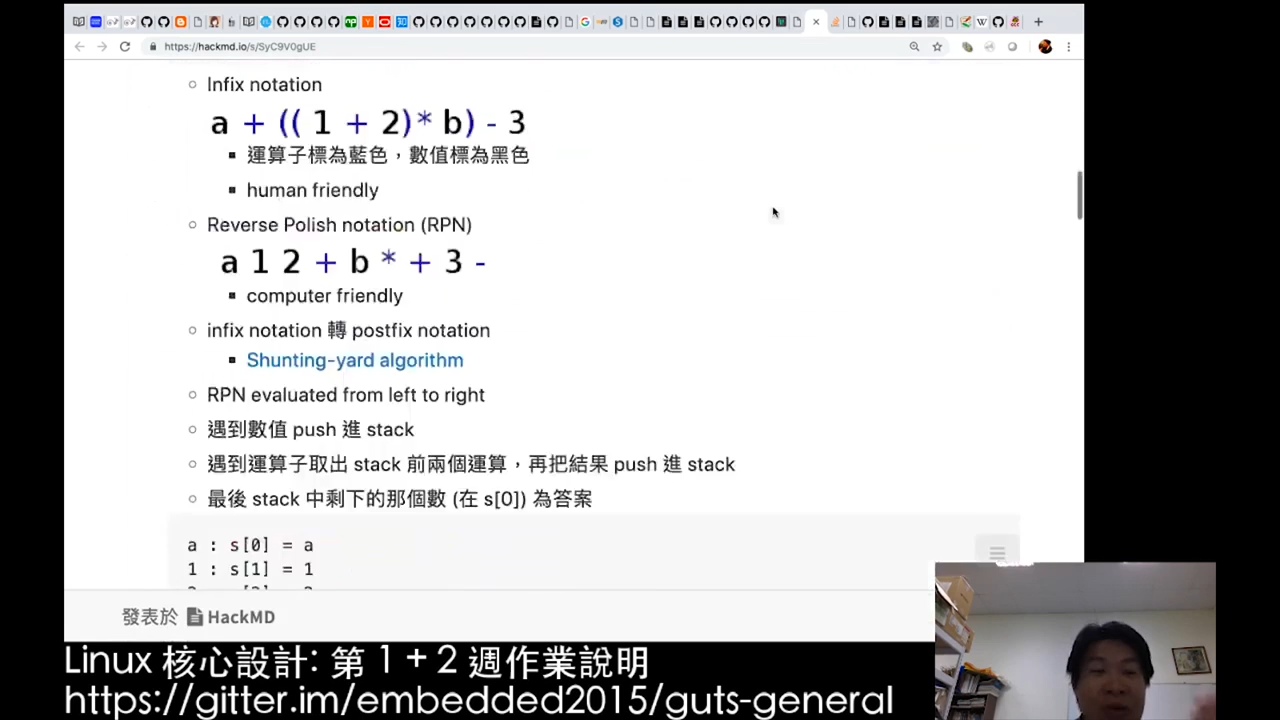 https://hackmd.io/s/SyC9V0gUE
Infix notation
a + (( 1 + 2)* b) - 3
運算子標為藍色，數值標為黑色
human friendly
Reverse Polish notation (RPN)
a 1 2 + b * + 3 -
computer friendly
infix notation 轉 postfix notation
Shunting-yard algorithm
RPN evaluated from left to right
遇到數值 push 進 stack
遇到運算子取出 stack 前兩個運算，再把結果 push 進 stack
最後 stack 中剩下的那個數 (在 s[0]) 為答案
a : s[0] = a
1 : s[1] = 1
發表於 HackMD
Linux 核心設計: 第 1 + 2 週作業說明
https://gitter.im/embedded2015/guts-general